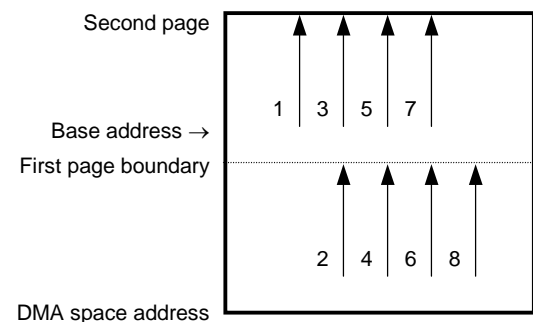 Second page
1 3 5 7
Base address →
First page boundary
2 4 6 8
DMA space address